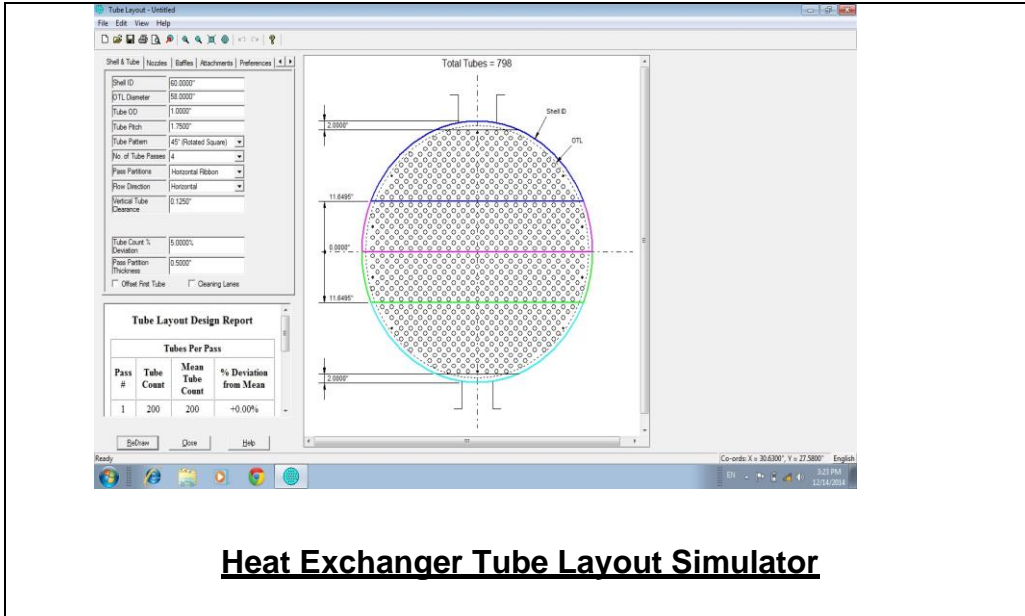 Tube Layout - Untitled
File Edit View Help
Shell & Tube Nozzles Baffles Attachments Preferences
Shell ID 60.0000"
OTL Diameter 58.0000"
Tube OD 1.0000"
Tube Pitch 1.7500"
Tube Pattern 45° (Rotated Square)
No. of Tube Passes 4
Pass Partitions Horizontal Ribbon
Flow Direction Horizontal
Vertical Tube Clearance 0.1250"
Tube Count % Deviation 5.0000%
Pass Partition Thickness 0.5000"
Offset First Tube Cleaning Lanes
Tube Layout Design Report
Tubes Per Pass
Pass # Tube Count Mean Tube Count % Deviation from Mean
1 200 200 +0.00%
ReDraw Close Help
Ready
Total Tubes = 798
Shell ID
OTL
2.0000"
11.6495"
0.0000"
11.6495"
2.0000"
Co-ords: X = 30.6300", Y = 27.5800" English
EN
5:23 PM
12/14/2014
Heat Exchanger Tube Layout Simulator